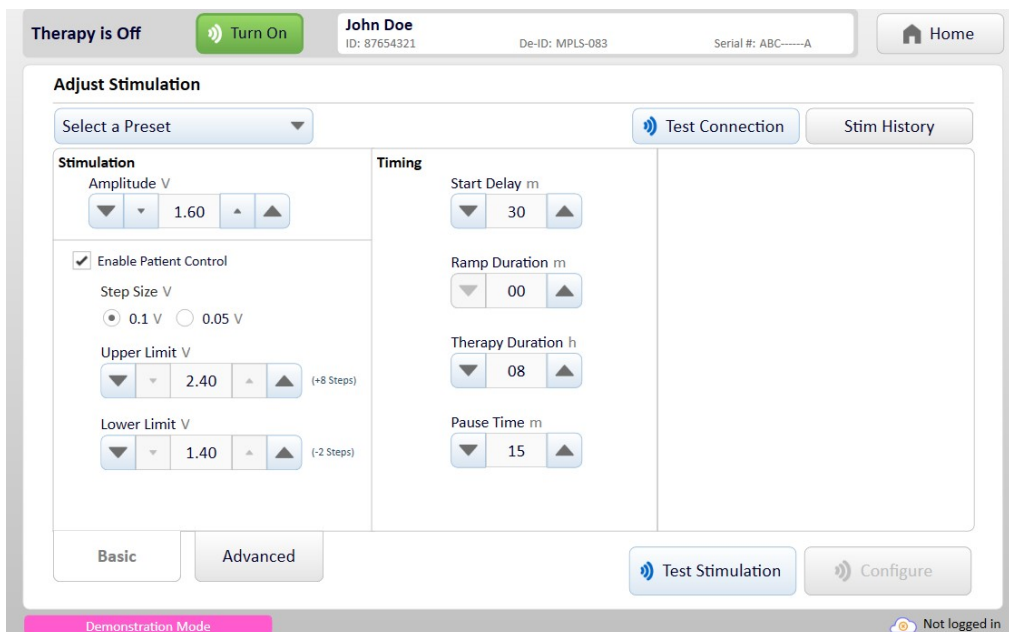 Therapy is Off
Turn On
John Doe
ID: 87654321 De-ID: MPLS-083 Serial #: ABC------A
Home
Adjust Stimulation
Select a Preset
Test Connection
Stim History
Stimulation
Amplitude V
1.60
Enable Patient Control
Step Size V
0.1 V 0.05 V
Upper Limit V
2.40 (+8 Steps)
Lower Limit V
1.40 (-2 Steps)
Timing
Start Delay m
30
Ramp Duration m
00
Therapy Duration h
08
Pause Time m
15
Basic
Advanced
Test Stimulation
Configure
Demonstration Mode
Not logged in